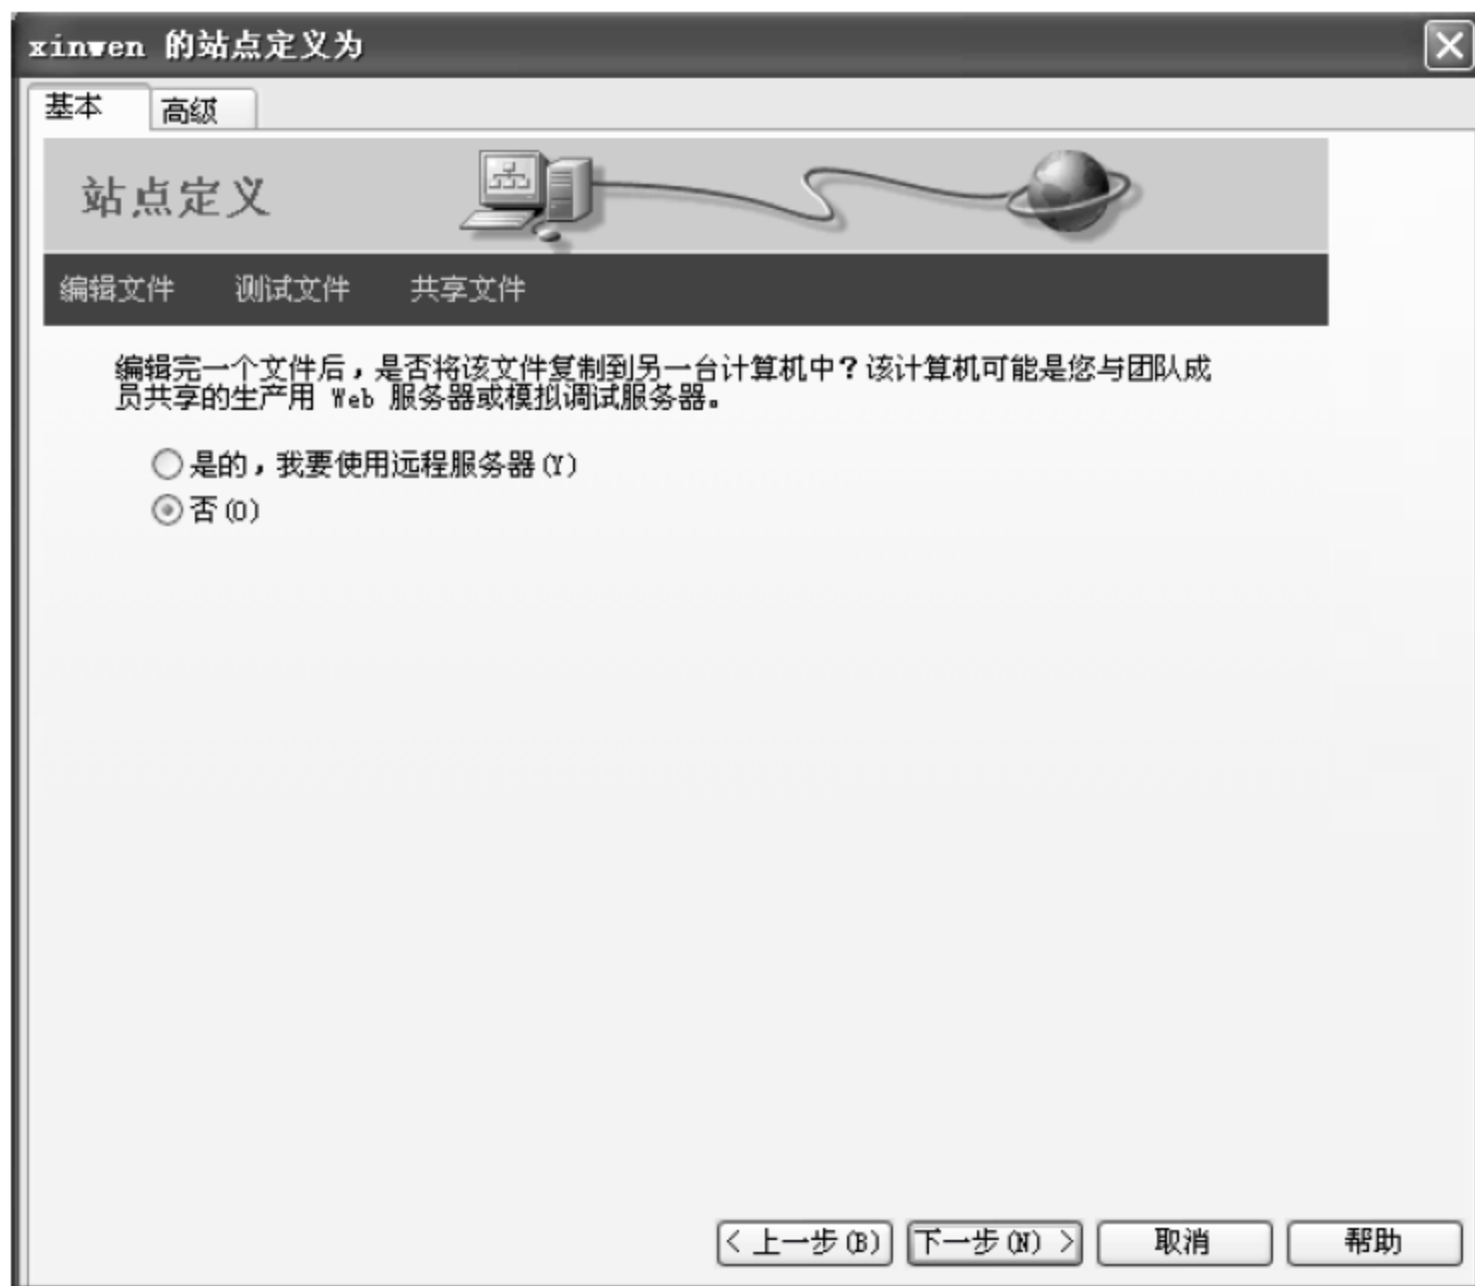 xinwen 的站点定义为
基本 高级
站点定义
编辑文件 测试文件 共享文件
编辑完一个文件后，是否将该文件复制到另一台计算机中？该计算机可能是您与团队成
员共享的生产用 Web 服务器或模拟调试服务器。
是的，我要使用远程服务器(Y)
否(O)
< 上一步(B) 下一步(N) > 取消 帮助